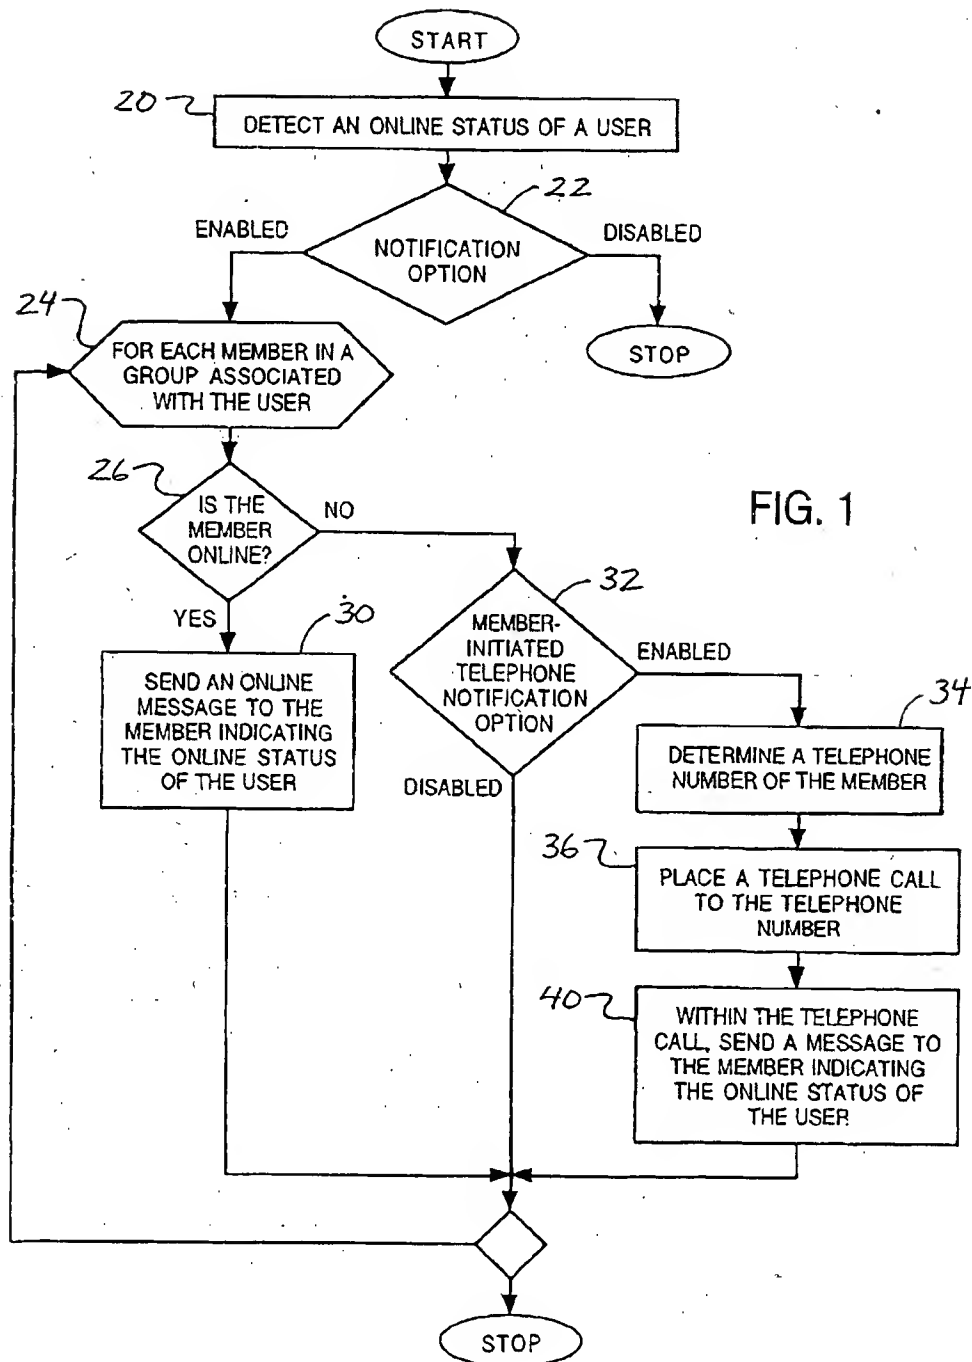 START
20
DETECT AN ONLINE STATUS OF A USER
22
ENABLED
NOTIFICATION
OPTION
DISABLED
STOP
24
FOR EACH MEMBER IN A
GROUP ASSOCIATED
WITH THE USER
26
IS THE
MEMBER
ONLINE?
NO
YES
FIG. 1
30
SEND AN ONLINE
MESSAGE TO THE
MEMBER INDICATING
THE ONLINE STATUS
OF THE USER
32
MEMBER-
INITIATED
TELEPHONE
NOTIFICATION
OPTION
ENABLED
DISABLED
34
DETERMINE A TELEPHONE
NUMBER OF THE MEMBER
36
PLACE A TELEPHONE CALL
TO THE TELEPHONE
NUMBER
40
WITHIN THE TELEPHONE
CALL, SEND A MESSAGE TO
THE MEMBER INDICATING
THE ONLINE STATUS OF
THE USER
STOP